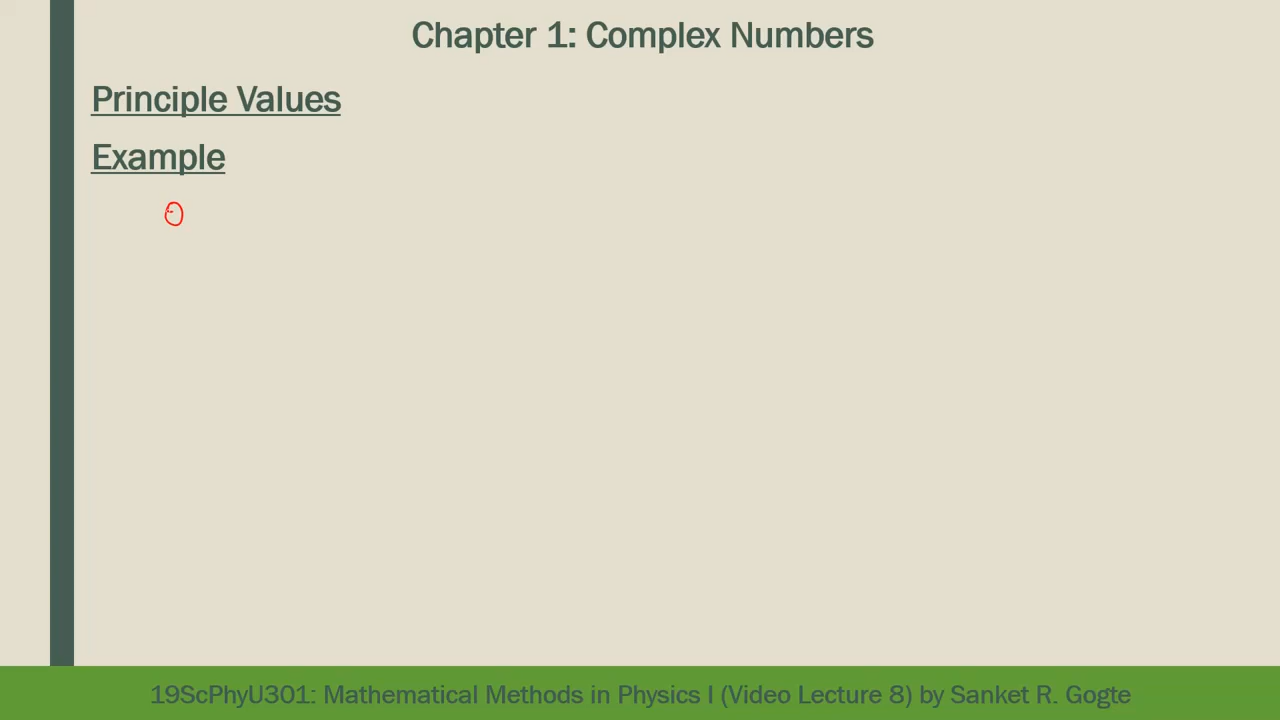 Chapter 1: Complex Numbers
Principle Values
Example
19ScPhyU301: Mathematical Methods in Physics I (Video Lecture 8) by Sanket R. Gogte